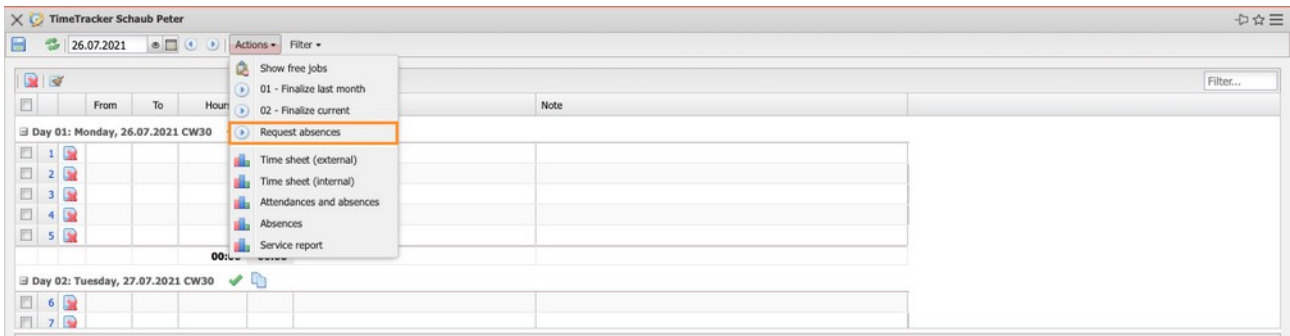 TimeTracker Schaub Peter
26.07.2021 Actions Filter
Show free jobs
01 - Finalize last month
02 - Finalize current
Request absences
Time sheet (external)
Time sheet (internal)
Attendances and absences
Absences
Service report
Filter...
From To Note
Day 01: Monday, 26.07.2021 CW30
1
2
3
4
5
Day 02: Tuesday, 27.07.2021 CW30
6
7